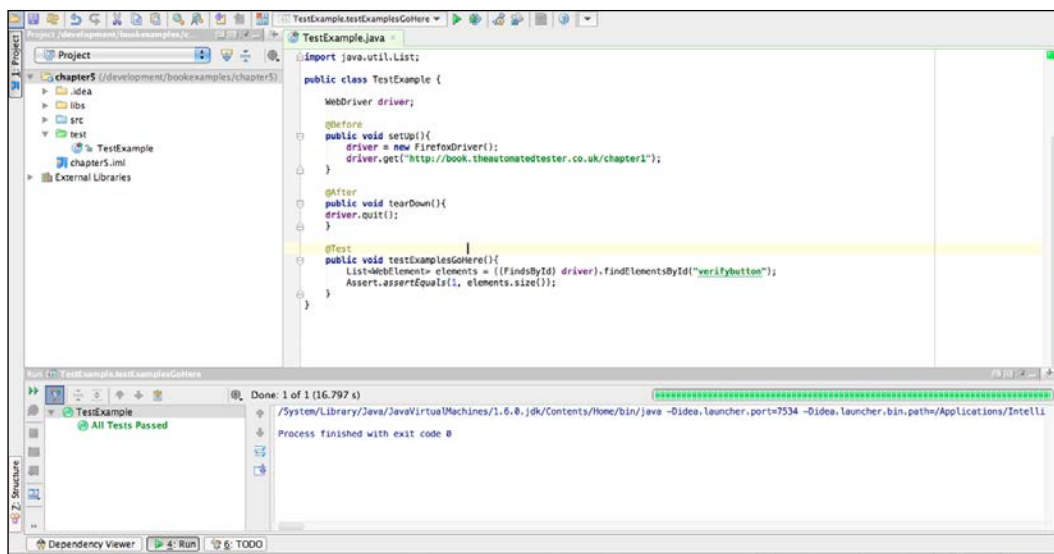 TestExample.testExamplesGoHere
Project /development/bookexamples/c
TestExample.java
1: Project
Project
chapter5 (/development/bookexamples/chapter5)
.idea
libs
src
test
TestExample
chapter5.iml
External Libraries
import java.util.List;
public class TestExample {
WebDriver driver;
@Before
public void setUp(){
driver = new FirefoxDriver();
driver.get("http://book.theautomatedtester.co.uk/chapter1");
}
@After
public void tearDown(){
driver.quit();
}
@Test
public void testExamplesGoHere(){
List<WebElement> elements = ((FindsById) driver).findElementsById("verifybutton");
Assert.assertEquals(1, elements.size());
}
}
Run TestExample.testExamplesGoHere
Done: 1 of 1 (16.797 s)
TestExample
All Tests Passed
/System/Library/Java/JavaVirtualMachines/1.6.0.jdk/Contents/Home/bin/java -Didea.launcher.port=7534 -Didea.launcher.bin.path=/Applications/Intelli
Process finished with exit code 0
Z: Structure
Dependency Viewer
4: Run
6: TODO